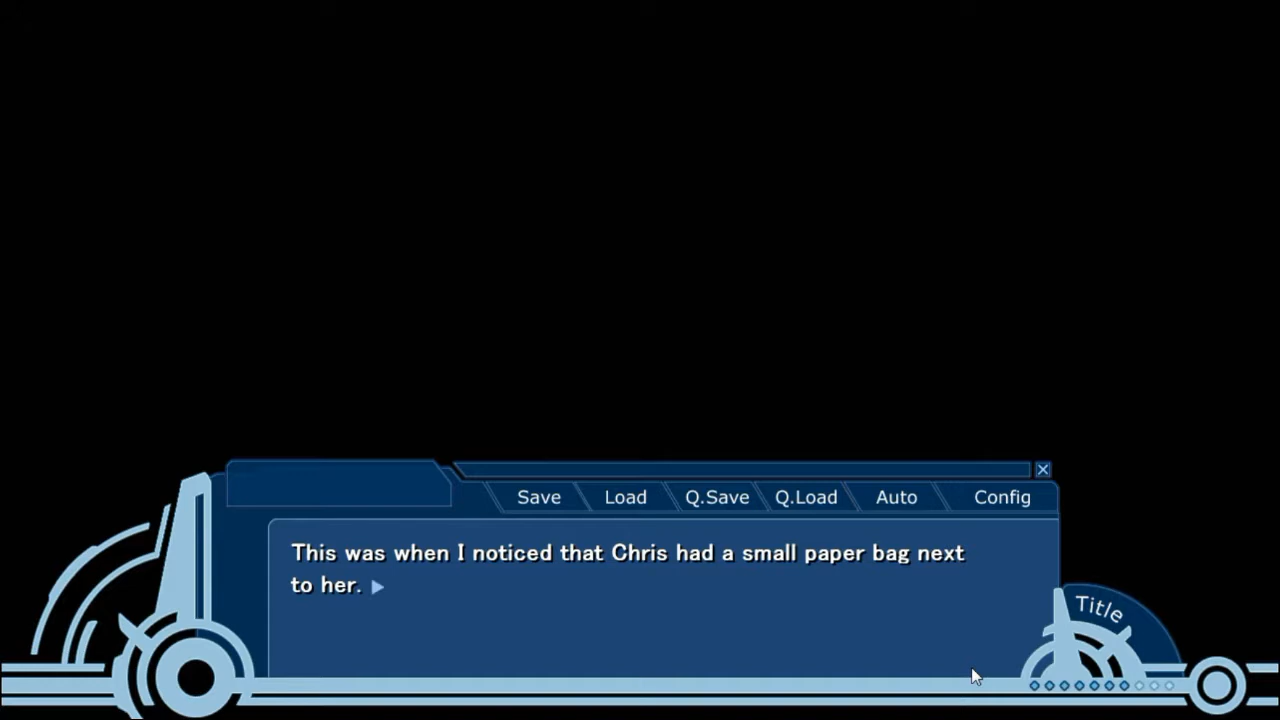 Save Load Q.Save Q.Load Auto Config
This was when I noticed that Chris had a small paper bag next
to her.
Title